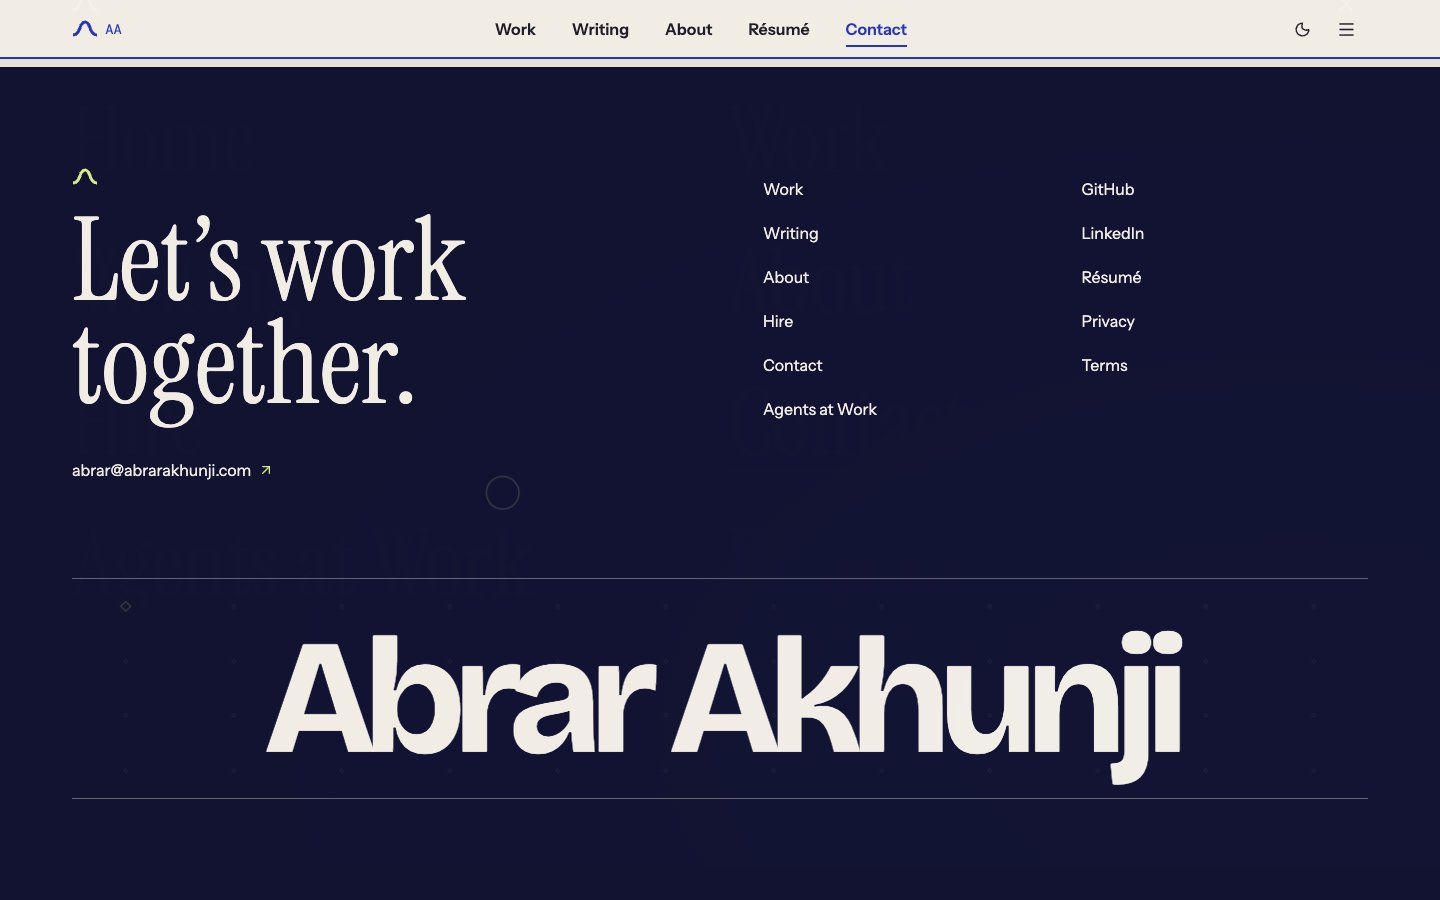 AA
Work
Writing
About
Résumé
Contact
Let’s work
together.
abrar@abrarakhunji.com
Work
Writing
About
Hire
Contact
Agents at Work
GitHub
LinkedIn
Résumé
Privacy
Terms
Abrar Akhunji